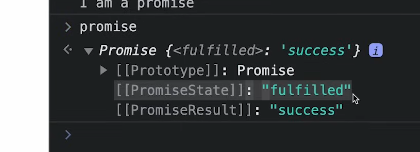 I am a promise
> promise
Promise {<fulfilled>: 'success'} i
[[Prototype]]: Promise
[[PromiseState]]: "fulfilled"
[[PromiseResult]]: "success"
>